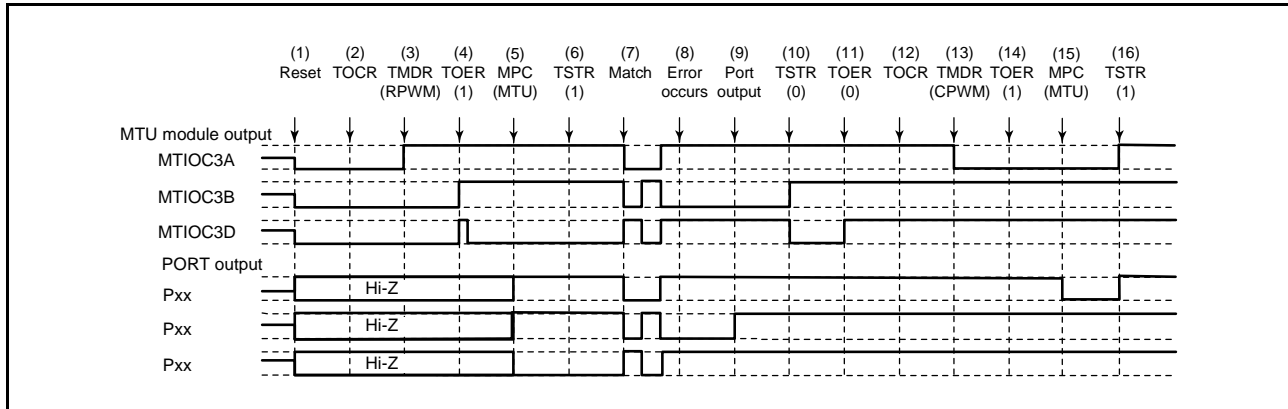 (1) (2) (3) (4) (5) (6) (7) (8) (9) (10) (11) (12) (13) (14) (15) (16)
Reset TOCR TMDR TOER MPC TSTR Match Error Port TSTR TOER TOCR TMDR TOER MPC TSTR
(RPWM) (1) (MTU) (1) occurs output (0) (0) (CPWM) (1) (MTU) (1)
MTU module output
MTIOC3A
MTIOC3B
MTIOC3D
PORT output
Pxx Hi-Z
Pxx Hi-Z
Pxx Hi-Z